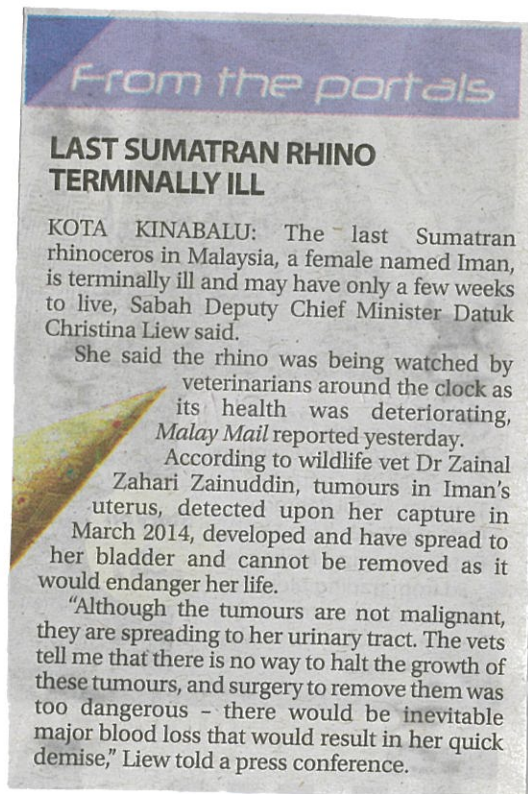 From the portals
LAST SUMATRAN RHINO
TERMINALLY ILL
KOTA KINABALU: The last Sumatran
rhinoceros in Malaysia, a female named Iman,
is terminally ill and may have only a few weeks
to live, Sabah Deputy Chief Minister Datuk
Christina Liew said.
She said the rhino was being watched by
veterinarians around the clock as
its health was deteriorating,
Malay Mail reported yesterday.
According to wildlife vet Dr Zainal
Zahari Zainuddin, tumours in Iman's
uterus, detected upon her capture in
March 2014, developed and have spread to
her bladder and cannot be removed as it
would endanger her life.
"Although the tumours are not malignant,
they are spreading to her urinary tract. The vets
tell me that there is no way to halt the growth of
these tumours, and surgery to remove them was
too dangerous – there would be inevitable
major blood loss that would result in her quick
demise," Liew told a press conference.